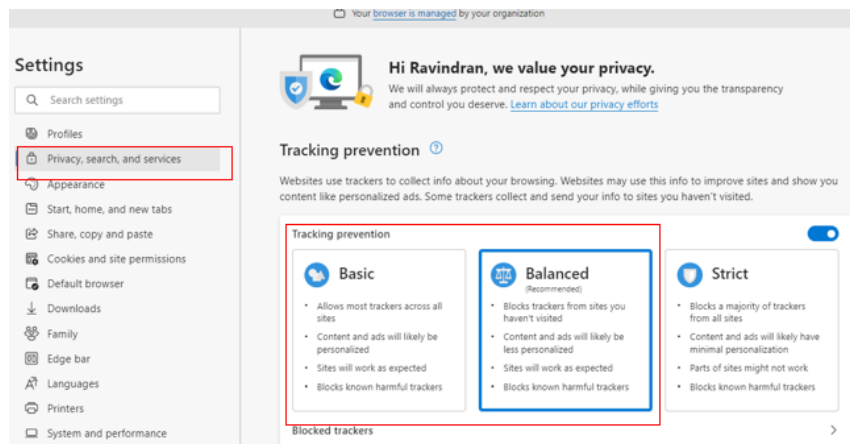 Your browser is managed by your organization
Settings
Search settings
Profiles
Privacy, search, and services
Appearance
Start, home, and new tabs
Share, copy and paste
Cookies and site permissions
Default browser
Downloads
Family
Edge bar
Languages
Printers
System and performance
Hi Ravindran, we value your privacy.
We will always protect and respect your privacy, while giving you the transparency
and control you deserve. Learn about our privacy efforts
Tracking prevention
Websites use trackers to collect info about your browsing. Websites may use this info to improve sites and show you
content like personalized ads. Some trackers collect and send your info to sites you haven't visited.
Tracking prevention
Basic
• Allows most trackers across all
sites
• Content and ads will likely be
personalized
• Sites will work as expected
• Blocks known harmful trackers
Balanced
(Recommended)
• Blocks trackers from sites you
haven't visited
• Content and ads will likely be
less personalized
• Sites will work as expected
• Blocks known harmful trackers
Strict
• Blocks a majority of trackers
from all sites
• Content and ads will likely have
minimal personalization
• Parts of sites might not work
• Blocks known harmful trackers
Blocked trackers